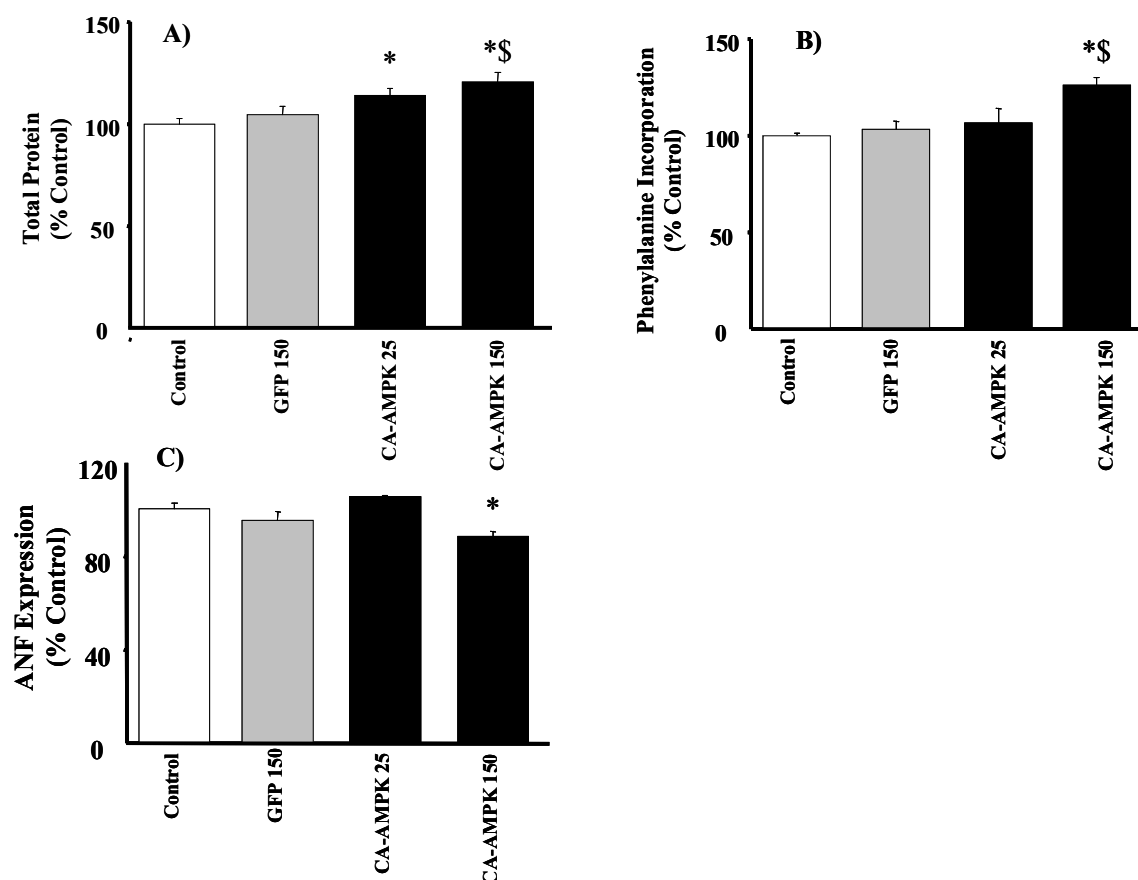 A)
Total Protein
(% Control)
150
100
50
0
*
*$
Control
GFP 150
CA-AMPK 25
CA-AMPK 150
B)
Phenylalanine Incorporation
(% Control)
150
100
50
0
*$
Control
GFP 150
CA-AMPK 25
CA-AMPK 150
C)
ANF Expression
(% Control)
120
80
40
0
*
Control
GFP 150
CA-AMPK 25
CA-AMPK 150